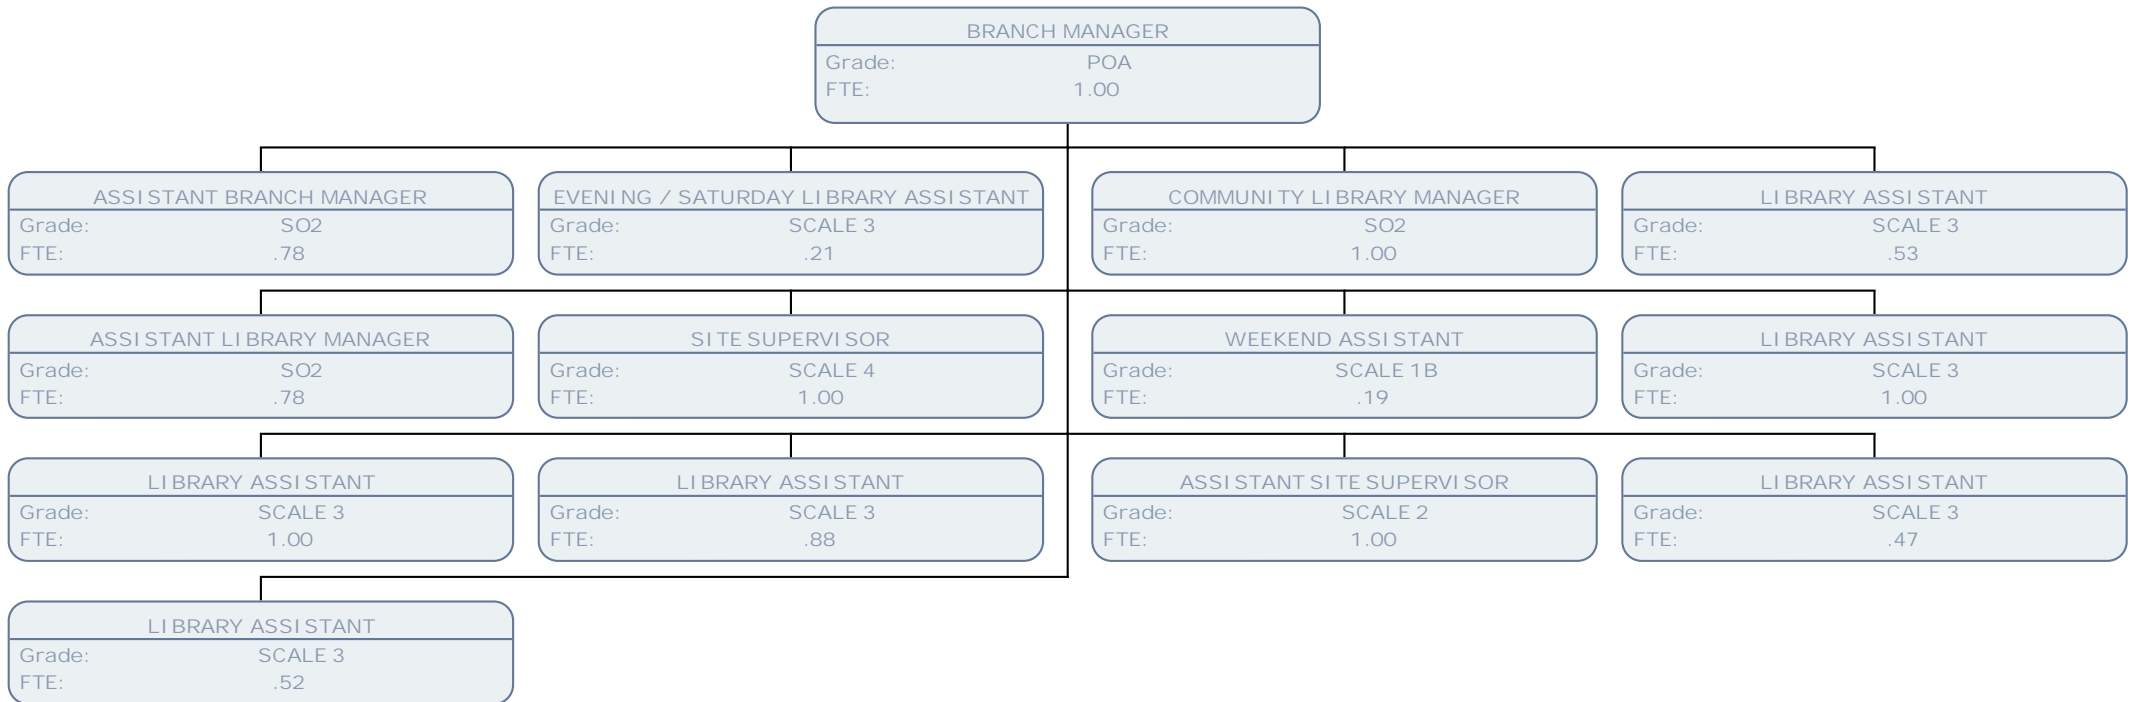 BRANCH MANAGER
Grade: POA
FTE: 1.00
ASSISTANT BRANCH MANAGER
Grade: SO2
FTE: .78
EVENING / SATURDAY LIBRARY ASSISTANT
Grade: SCALE 3
FTE: .21
COMMUNITY LIBRARY MANAGER
Grade: SO2
FTE: 1.00
LIBRARY ASSISTANT
Grade: SCALE 3
FTE: .53
ASSISTANT LIBRARY MANAGER
Grade: SO2
FTE: .78
SITE SUPERVISOR
Grade: SCALE 4
FTE: 1.00
WEEKEND ASSISTANT
Grade: SCALE 1B
FTE: .19
LIBRARY ASSISTANT
Grade: SCALE 3
FTE: 1.00
LIBRARY ASSISTANT
Grade: SCALE 3
FTE: 1.00
LIBRARY ASSISTANT
Grade: SCALE 3
FTE: .88
ASSISTANT SITE SUPERVISOR
Grade: SCALE 2
FTE: 1.00
LIBRARY ASSISTANT
Grade: SCALE 3
FTE: .47
LIBRARY ASSISTANT
Grade: SCALE 3
FTE: .52